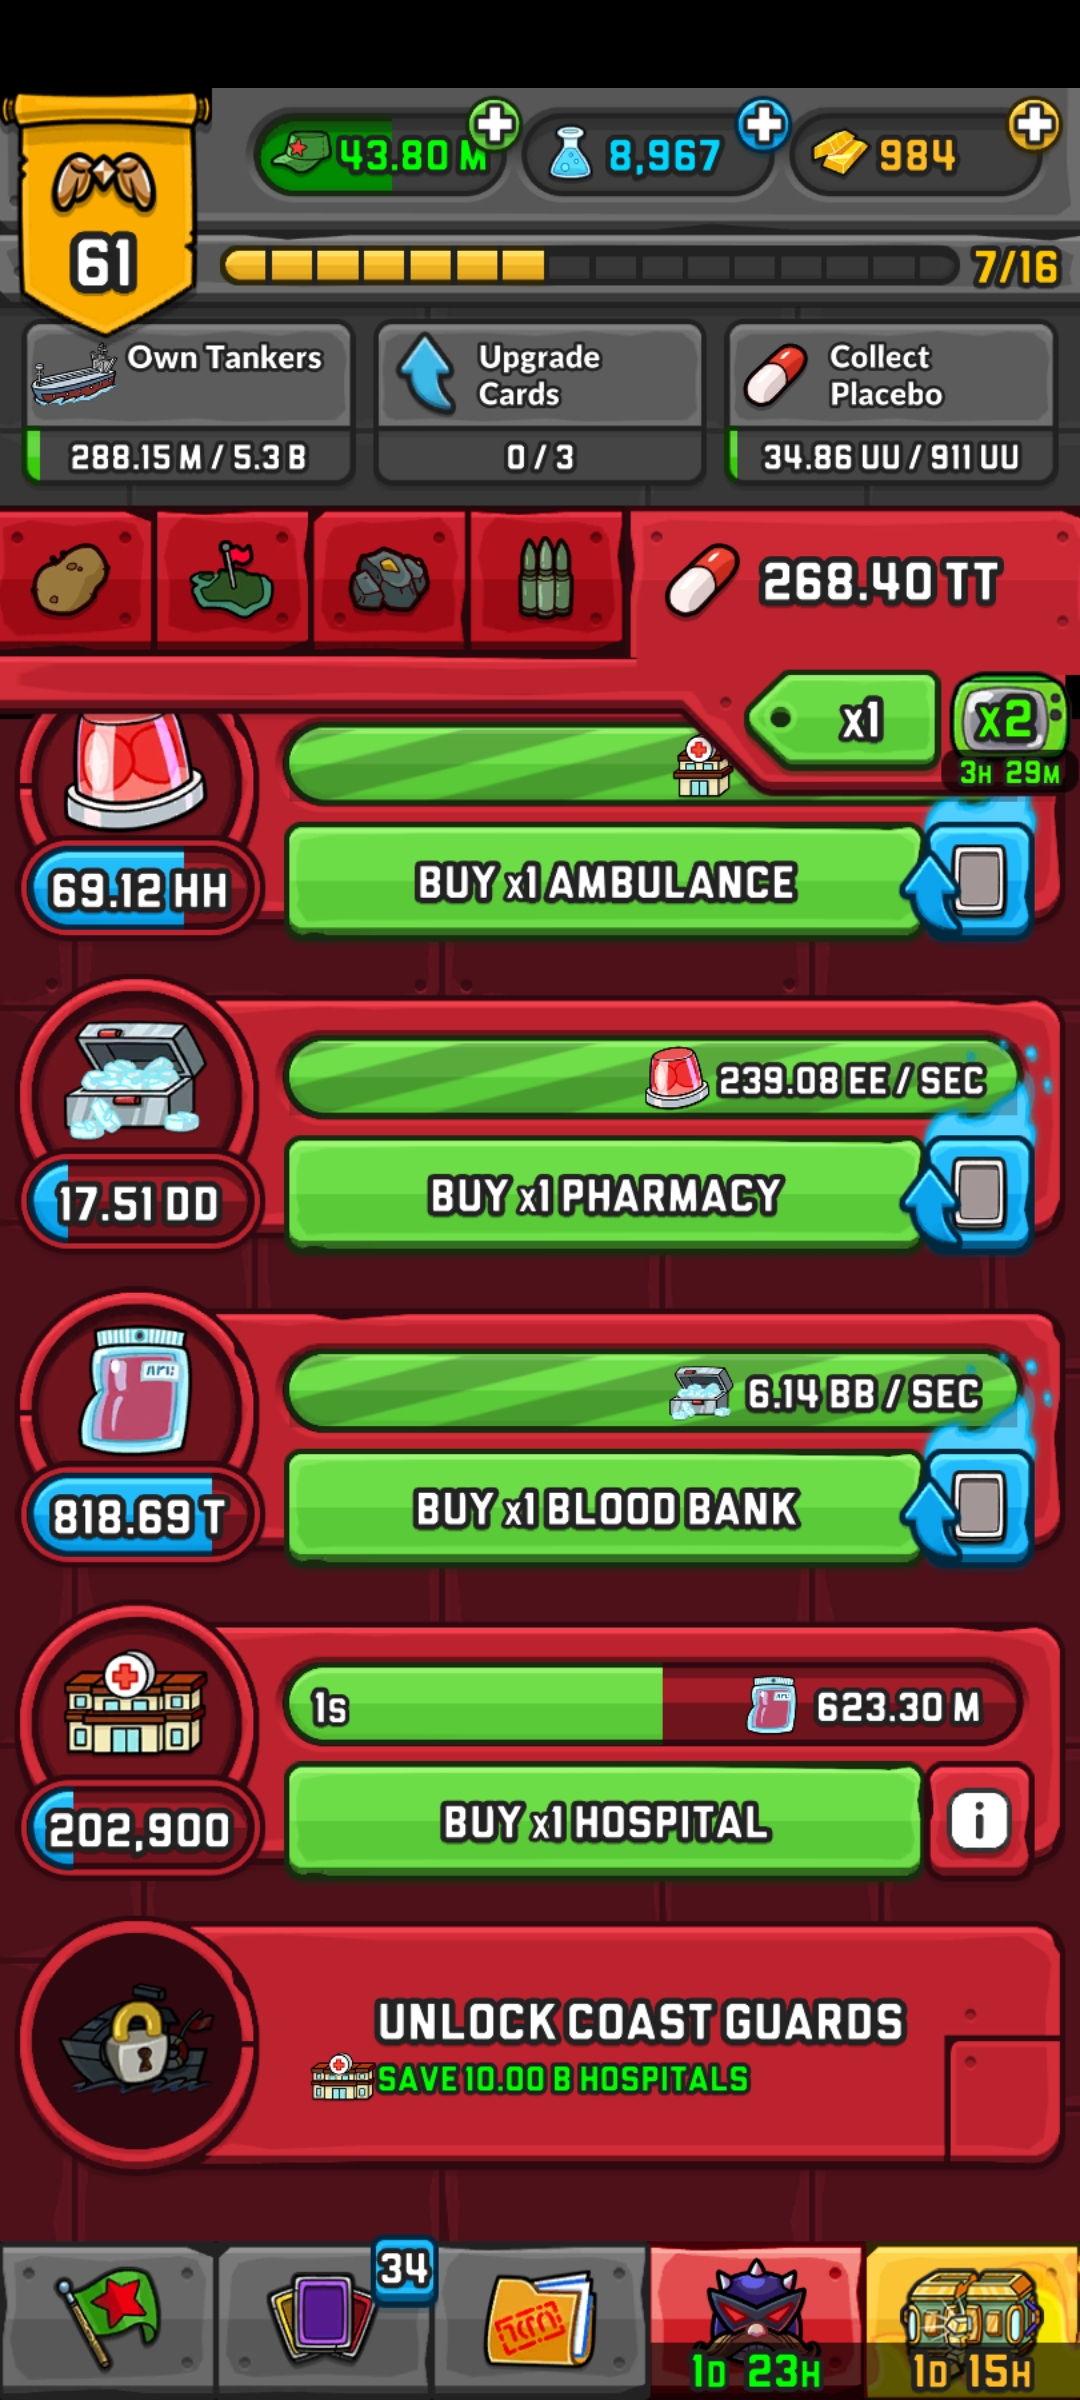 43.80 M
8,967
984
61
7/16
Own Tankers
288.15 M / 5.3 B
Upgrade
Cards
0 / 3
Collect
Placebo
34.86 UU / 911 UU
268.40 TT
x1
x2
3H 29M
69.12 HH
BUY x1 AMBULANCE
239.08 EE / SEC
17.51 DD
BUY x1 PHARMACY
6.14 BB / SEC
818.69 T
BUY x1 BLOOD BANK
1s
623.30 M
202,900
BUY x1 HOSPITAL
i
UNLOCK COAST GUARDS
SAVE 10.00 B HOSPITALS
34
1D 23H
1D 15H